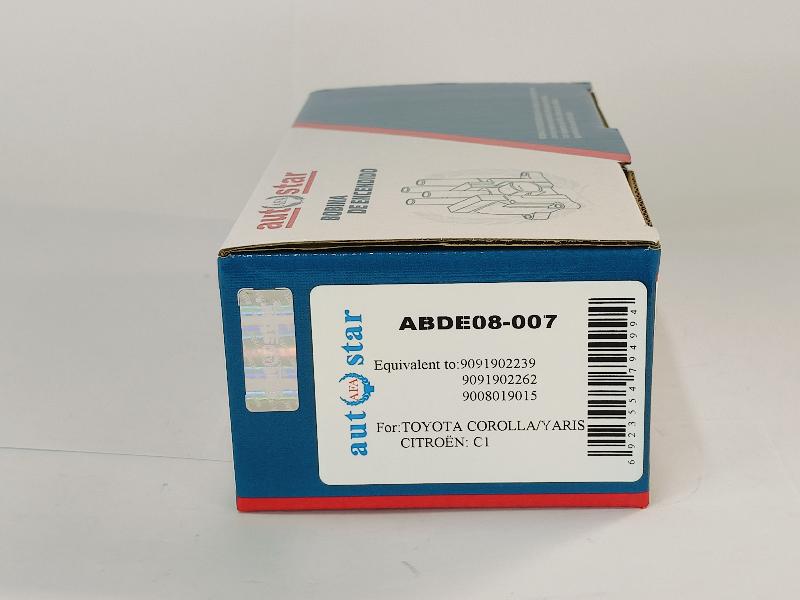 aut star
BOBINA
DE ENCENDIDO
aut AFA star
ABDE08-007
Equivalent to:9091902239
9091902262
9008019015
For:TOYOTA COROLLA/YARIS
CITROËN: C1
6923554794994